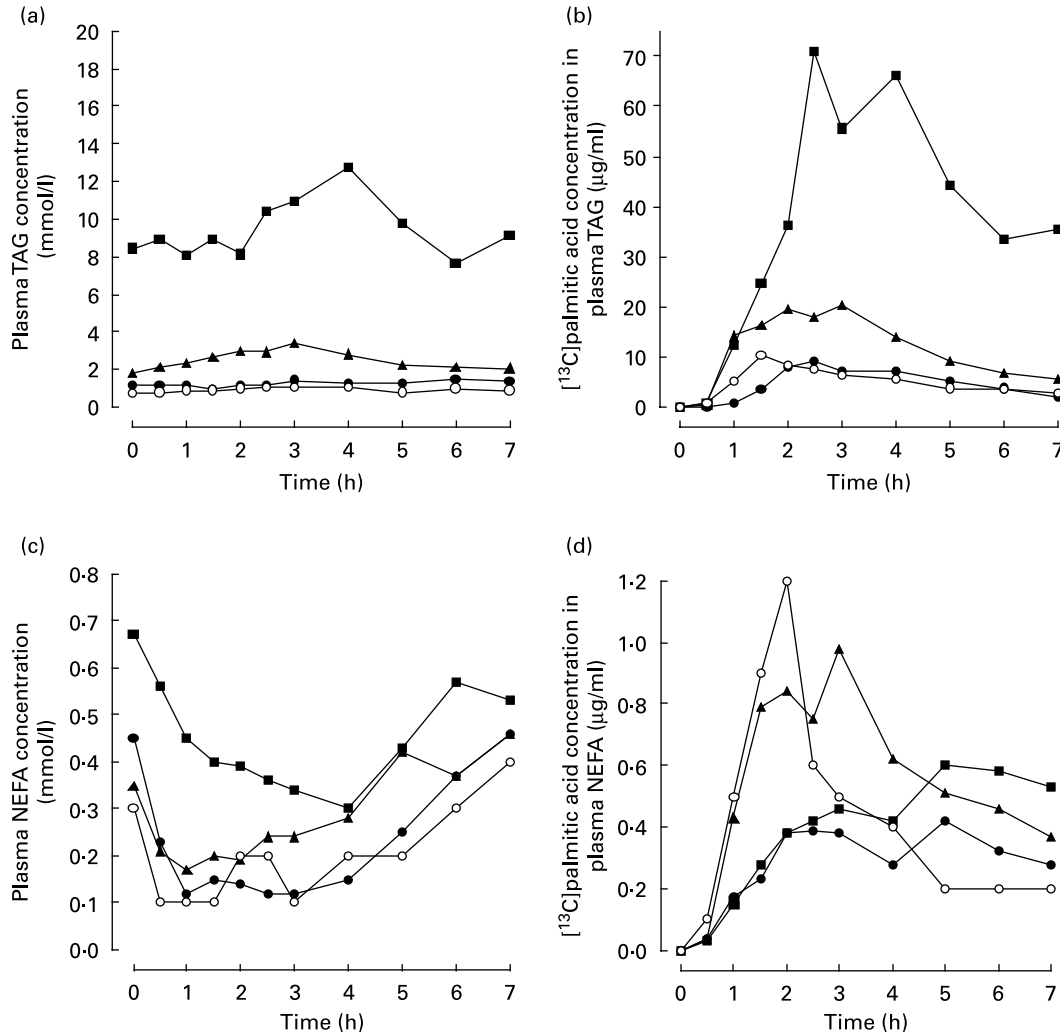 (a)
Plasma TAG concentration
(mmol/l)
20
18
16
14
12
10
8
6
4
2
0
0 1 2 3 4 5 6 7
Time (h)
(b)
[¹³C]palmitic acid concentration in
plasma TAG (μg/ml)
70
60
50
40
30
20
10
0
0 1 2 3 4 5 6 7
Time (h)
(c)
Plasma NEFA concentration
(mmol/l)
0·8
0·7
0·6
0·5
0·4
0·3
0·2
0·1
0·0
0 1 2 3 4 5 6 7
Time (h)
(d)
[¹³C]palmitic acid concentration in
plasma NEFA (μg/ml)
1·2
1·0
0·8
0·6
0·4
0·2
0·0
0 1 2 3 4 5 6 7
Time (h)